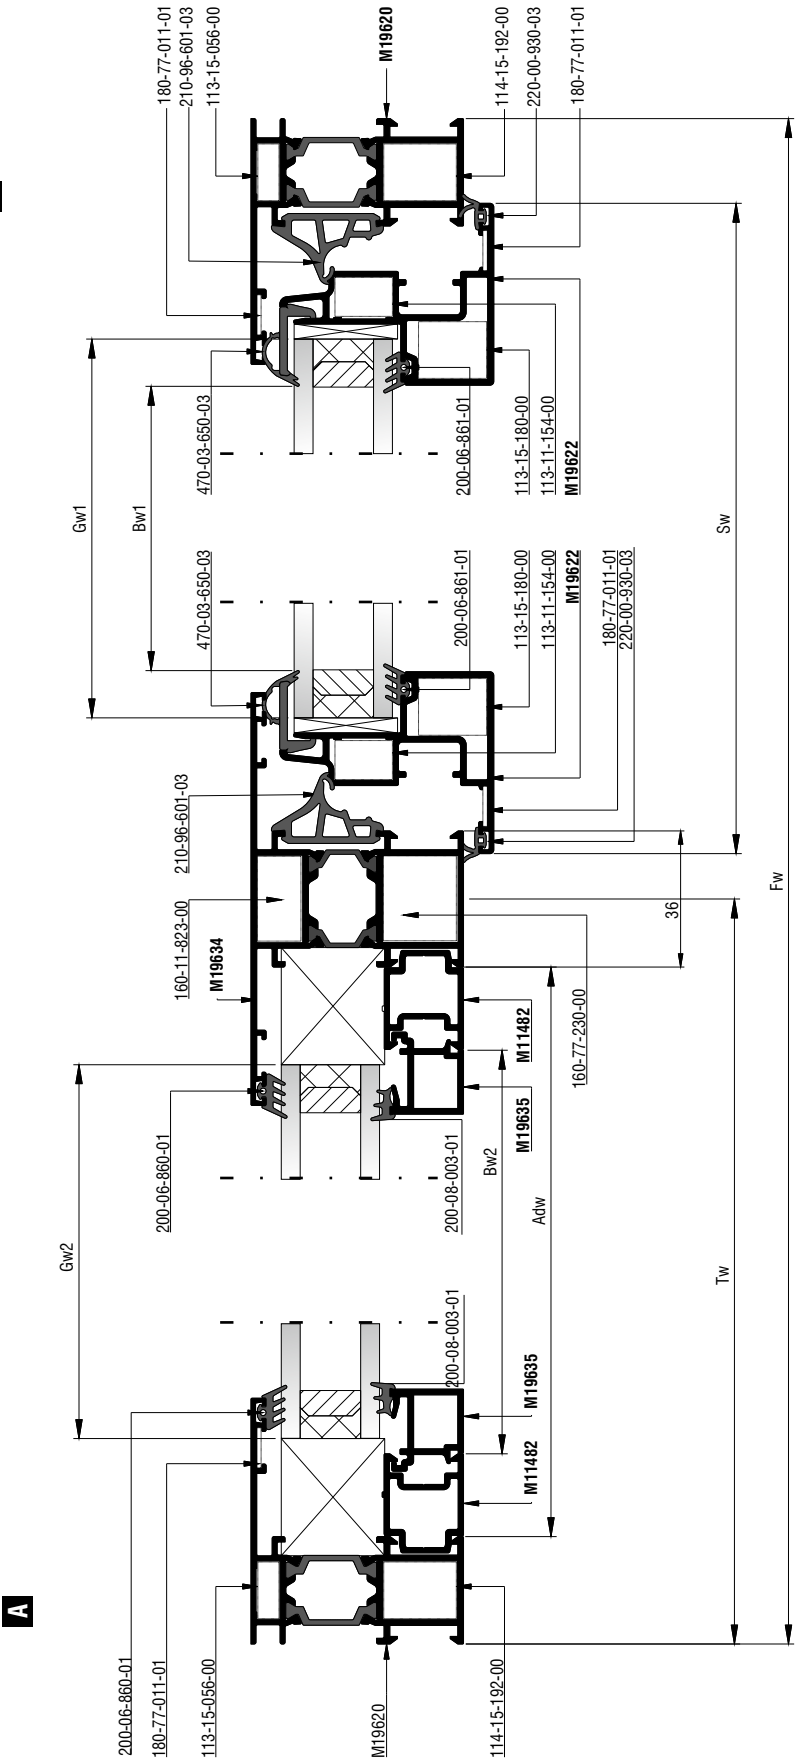 180-77-011-01
210-96-601-03
113-15-056-00
M19620
114-15-192-00
220-00-930-03
180-77-011-01
470-03-650-03
200-06-861-01
113-15-180-00
113-11-154-00
M19622
Gw1
Bw1
Sw
470-03-650-03
200-06-861-01
113-15-180-00
113-11-154-00
M19622
180-77-011-01
220-00-930-03
210-96-601-03
160-11-823-00
M19634
36
Fw
M11482
160-77-230-00
M19635
200-06-860-01
200-08-003-01
Bw2
Adw
Gw2
Tw
200-08-003-01
M19635
M11482
A
200-06-860-01
180-77-011-01
113-15-056-00
M19620
114-15-192-00